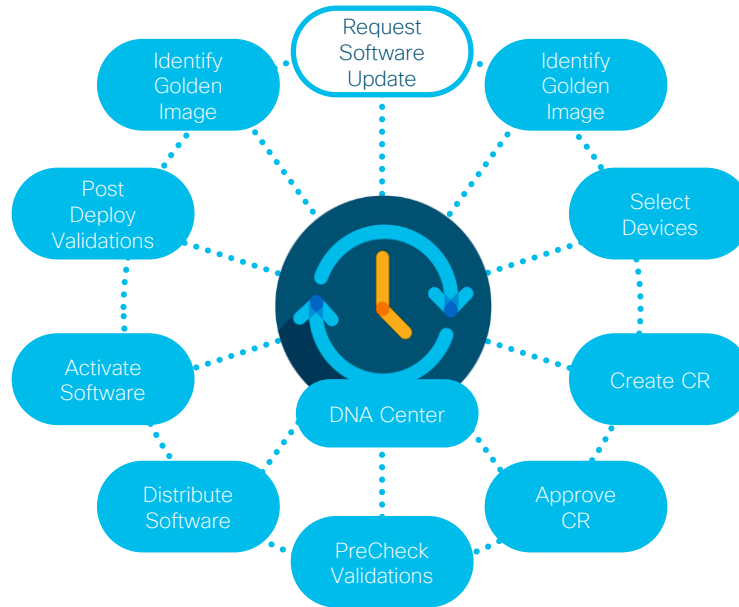 Request
Software
Update
Identify
Golden
Image
Identify
Golden
Image
Post
Deploy
Validations
Select
Devices
Activate
Software
Create CR
DNA Center
Distribute
Software
Approve
CR
PreCheck
Validations